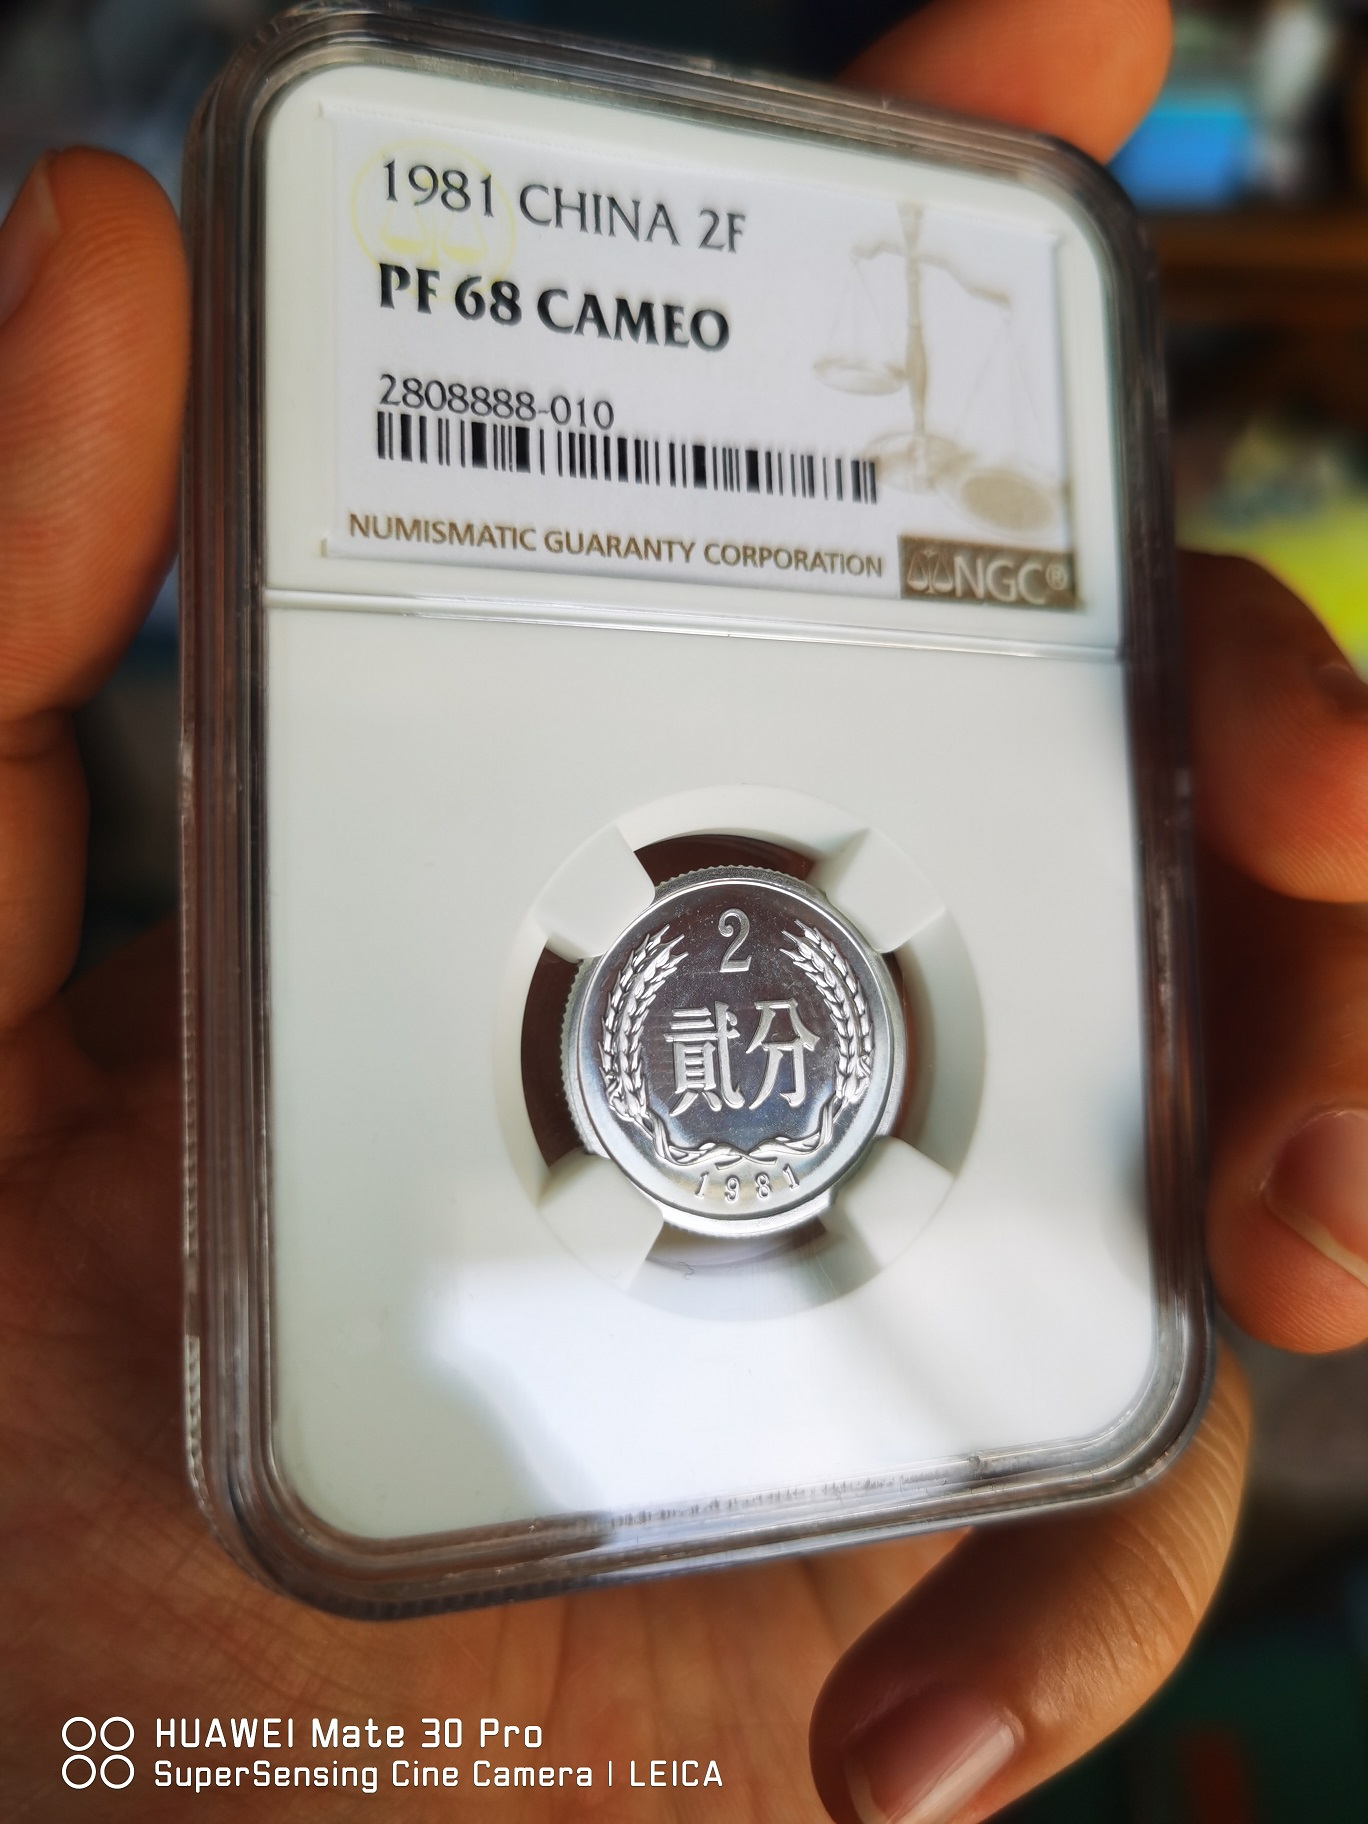 1981 CHINA 2F
PF 68 CAMEO
2808888-010
NUMISMATIC GUARANTY CORPORATION
NGC®
2
貳分
1981
HUAWEI Mate 30 Pro
SuperSensing Cine Camera | LEICA